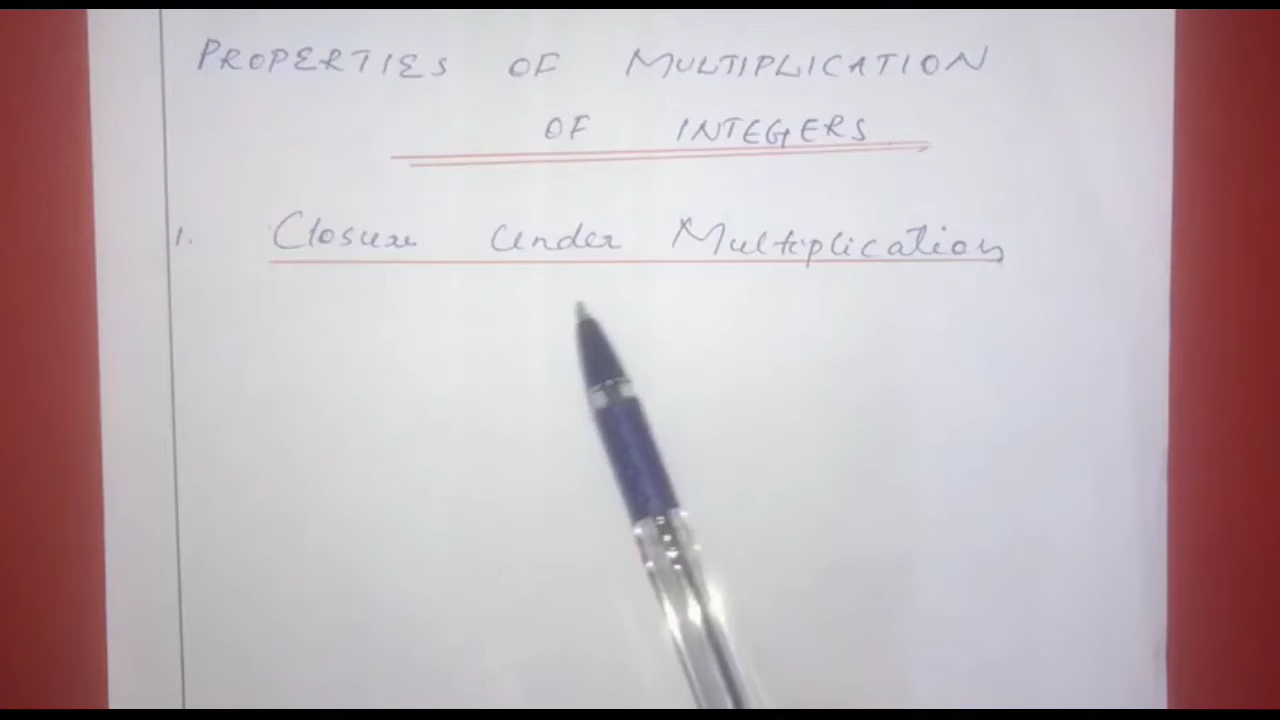 PROPERTIES OF MULTIPLICATION
OF INTEGERS
1. Closure Under Multiplication